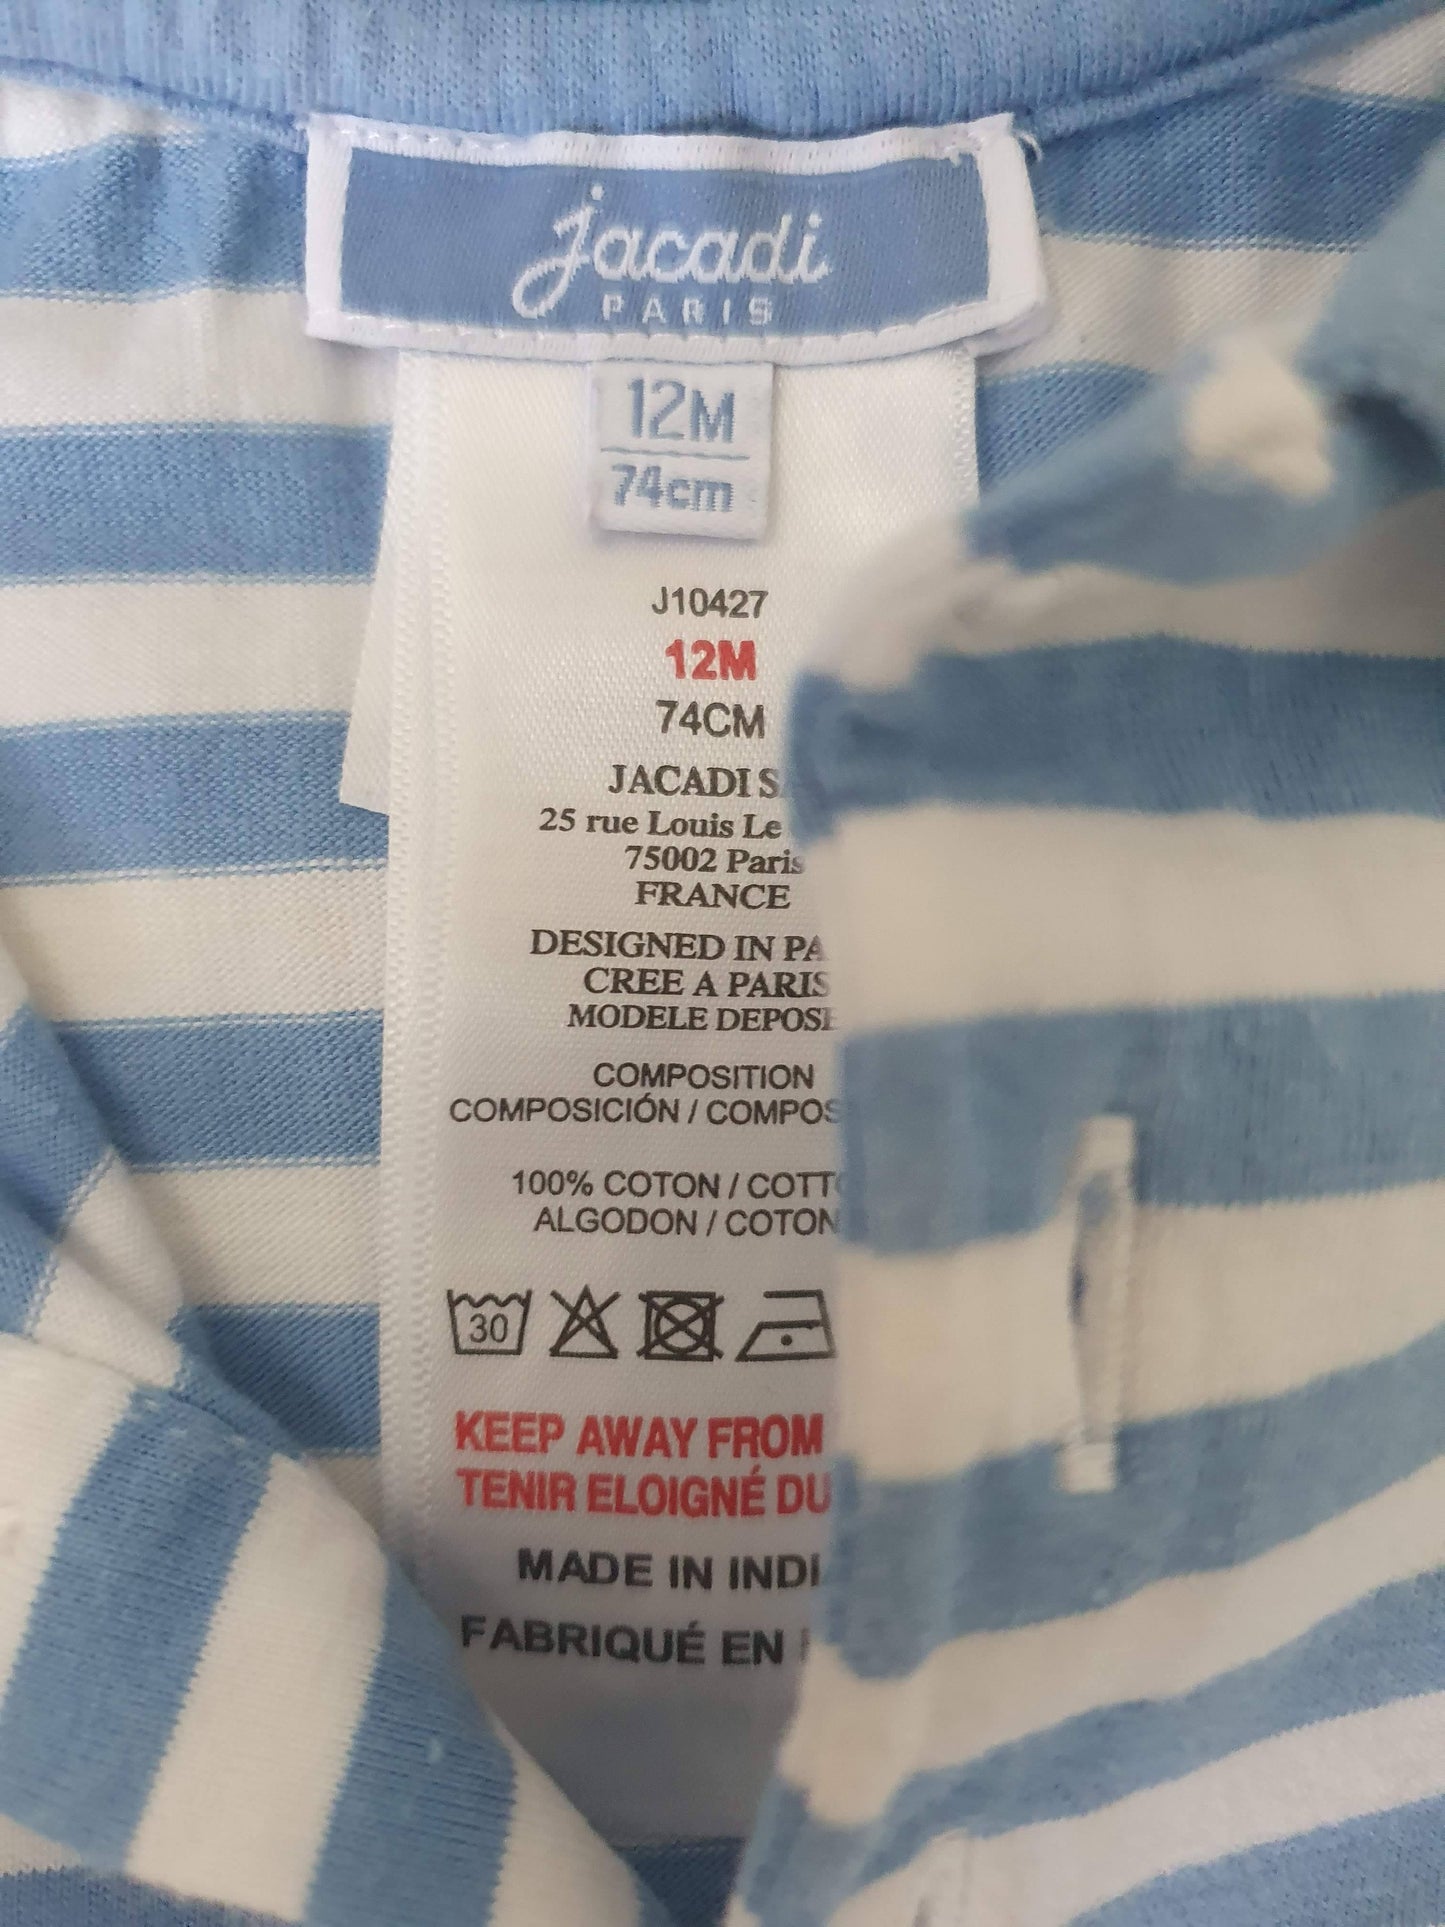 jacadi
PARIS
12M
74cm
J10427
12M
74CM
JACADI S
25 rue Louis Le
75002 Paris
FRANCE
DESIGNED IN PA
CREE A PARIS
MODELE DEPOSE
COMPOSITION
COMPOSICIÓN / COMPOS
100% COTON / COTT
ALGODON / COTON
30
KEEP AWAY FROM
TENIR ELOIGNÉ DU
MADE IN INDI
FABRIQUÉ EN